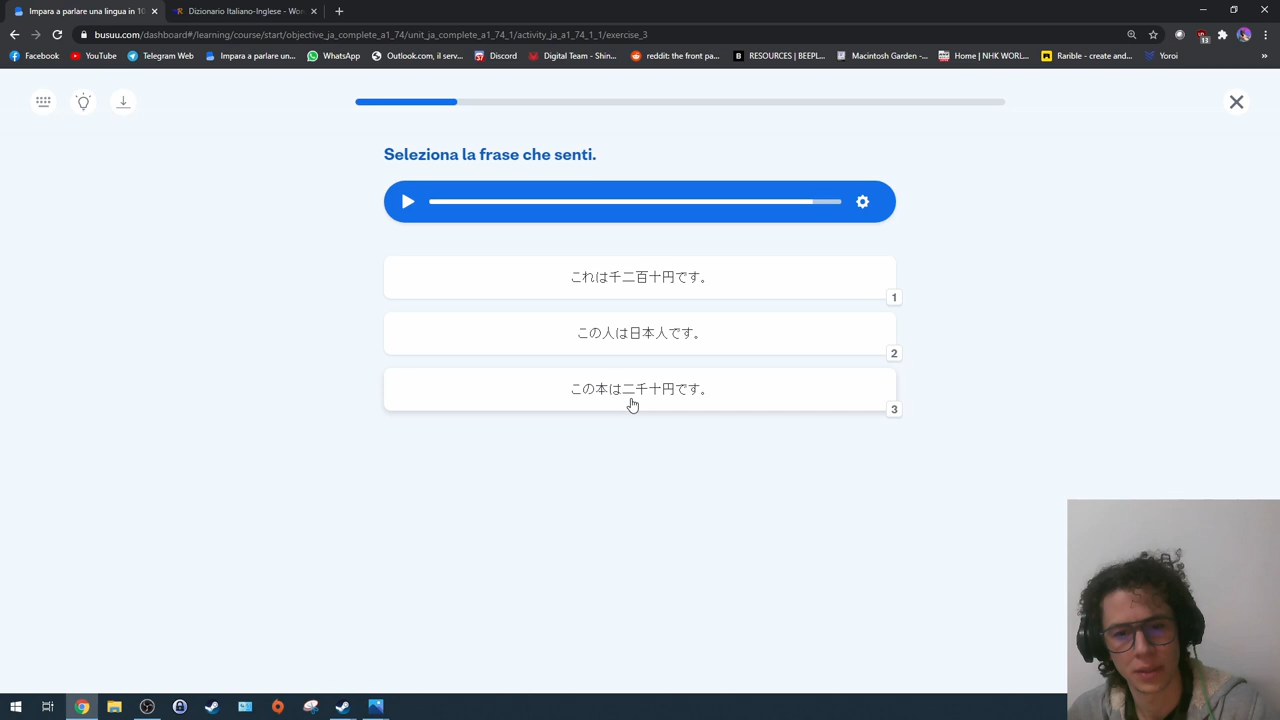 Impara a parlare una lingua in 10
Dizionario Italiano-Inglese - Wor
busuu.com/dashboard#/learning/course/start/objective_ja_complete_a1_74/unit_ja_complete_a1_74_1/activity_ja_a1_74_1_1/exercise_3
13
Facebook
YouTube
Telegram Web
Impara a parlare un...
WhatsApp
Outlook.com, il serv...
Discord
Digital Team - Shin...
reddit: the front pa...
RESOURCES | BEEPL...
Macintosh Garden -...
Home | NHK WORL...
Rarible - create and...
Yoroi
»
Seleziona la frase che senti.
これは千二百十円です。
1
この人は日本人です。
2
この本は二千十円です。
3